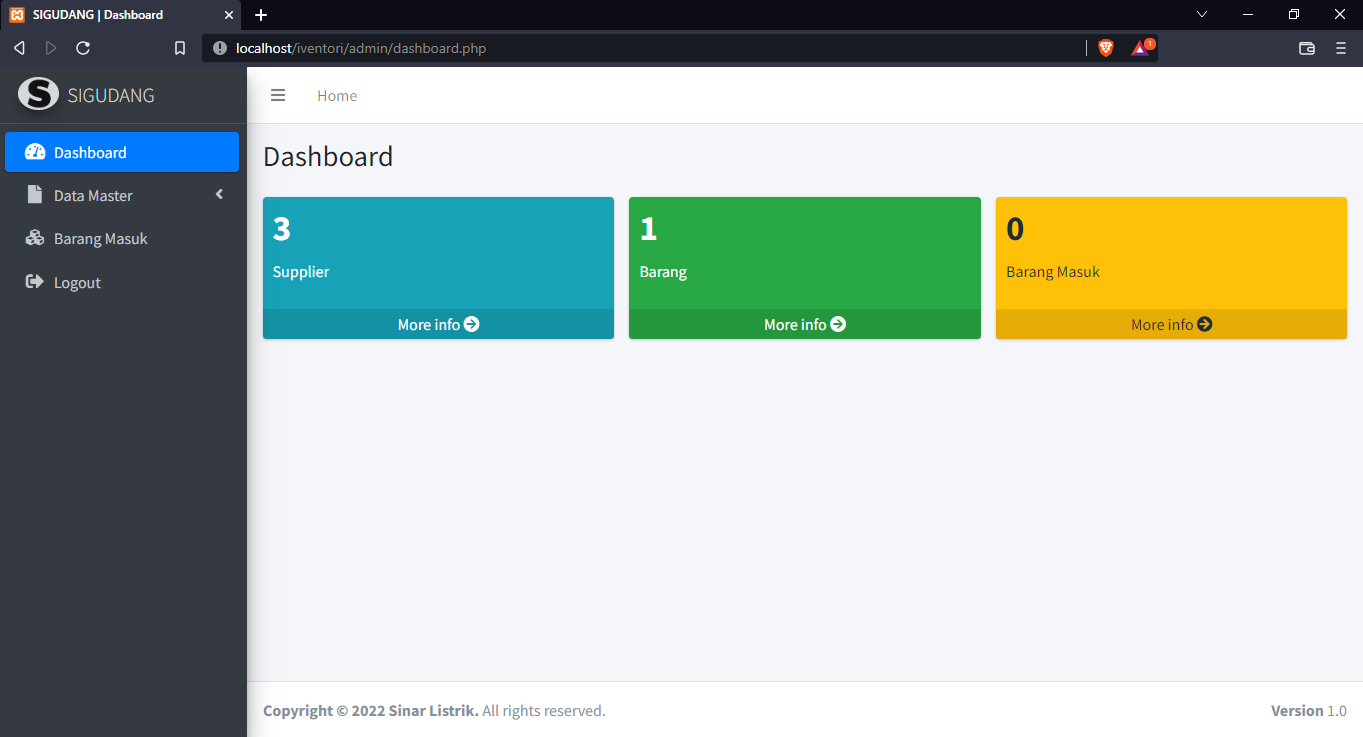 SIGUDANG | Dashboard
localhost/iventori/admin/dashboard.php
1
S SIGUDANG
Home
Dashboard
Data Master
Barang Masuk
Logout
Dashboard
3
Supplier
More info
1
Barang
More info
0
Barang Masuk
More info
Copyright © 2022 Sinar Listrik. All rights reserved.
Version 1.0